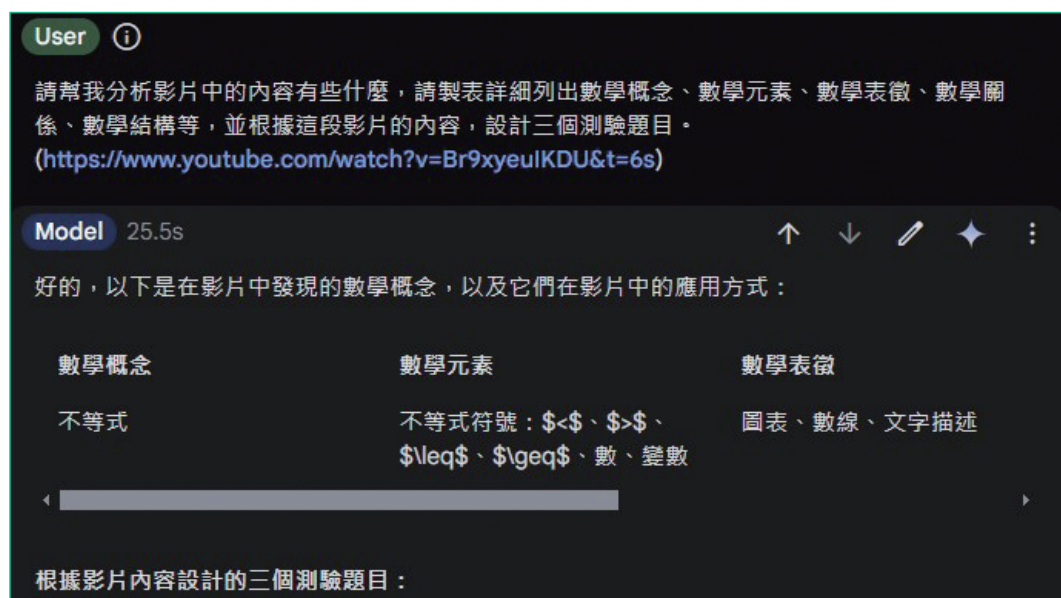 User
請幫我分析影片中的內容有些什麼，請製表詳細列出數學概念、數學元素、數學表徵、數學關
係、數學結構等，並根據這段影片的內容，設計三個測驗題目。
(https://www.youtube.com/watch?v=Br9xyeulKDU&t=6s)
Model 25.5s
好的，以下是在影片中發現的數學概念，以及它們在影片中的應用方式：
數學概念 數學元素 數學表徵
不等式 不等式符號：$<$、$>$、 圖表、數線、文字描述
$\leq$、$\geq$、數、變數
根據影片內容設計的三個測驗題目：